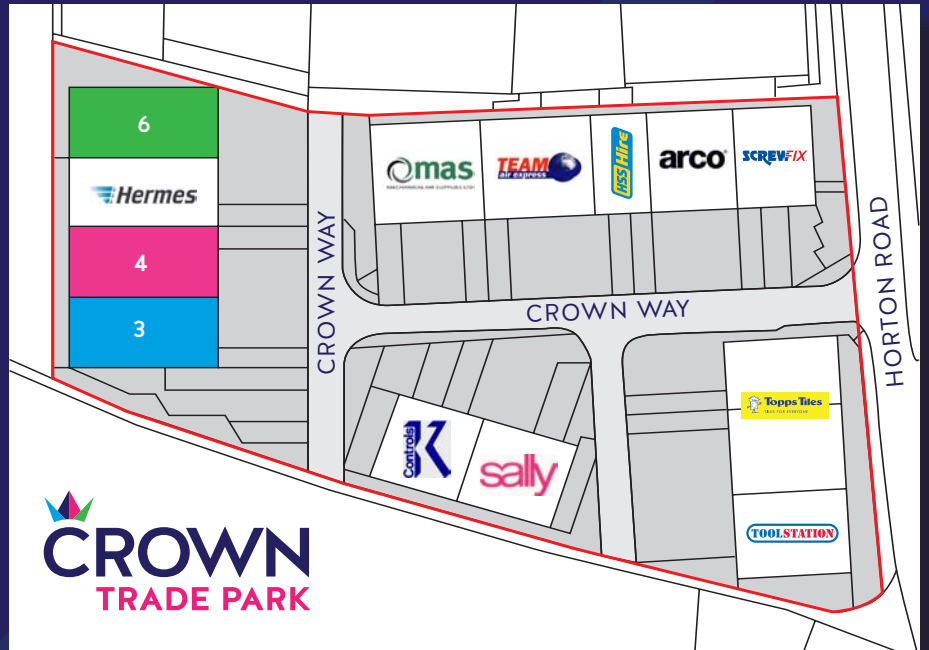 6
Hermes
4
3
CROWN WAY
mas
MECHANICAL AIR SUPPLIES LTD
TEAM
air express
HSS Hire
arco
SCREWFIX
CROWN WAY
HORTON ROAD
Controls K
sally
Topps Tiles
TILES FOR EVERYONE
TOOLSTATION
CROWN
TRADE PARK